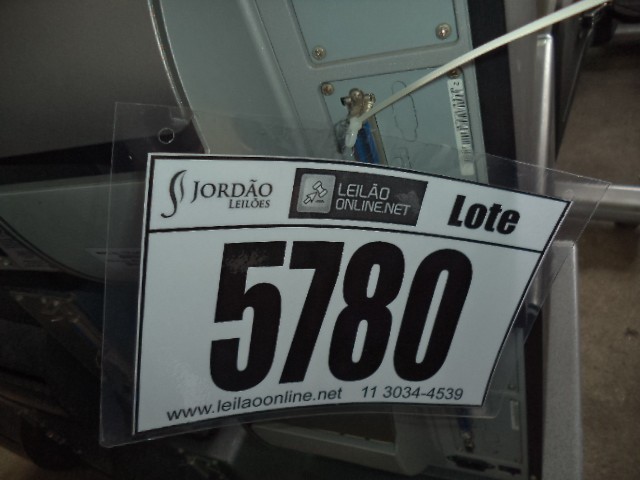 JORDÃO
LEILÕES
LEILÃO
ONLINE.NET
Lote
5780
www.leilaoonline.net 11 3034-4539